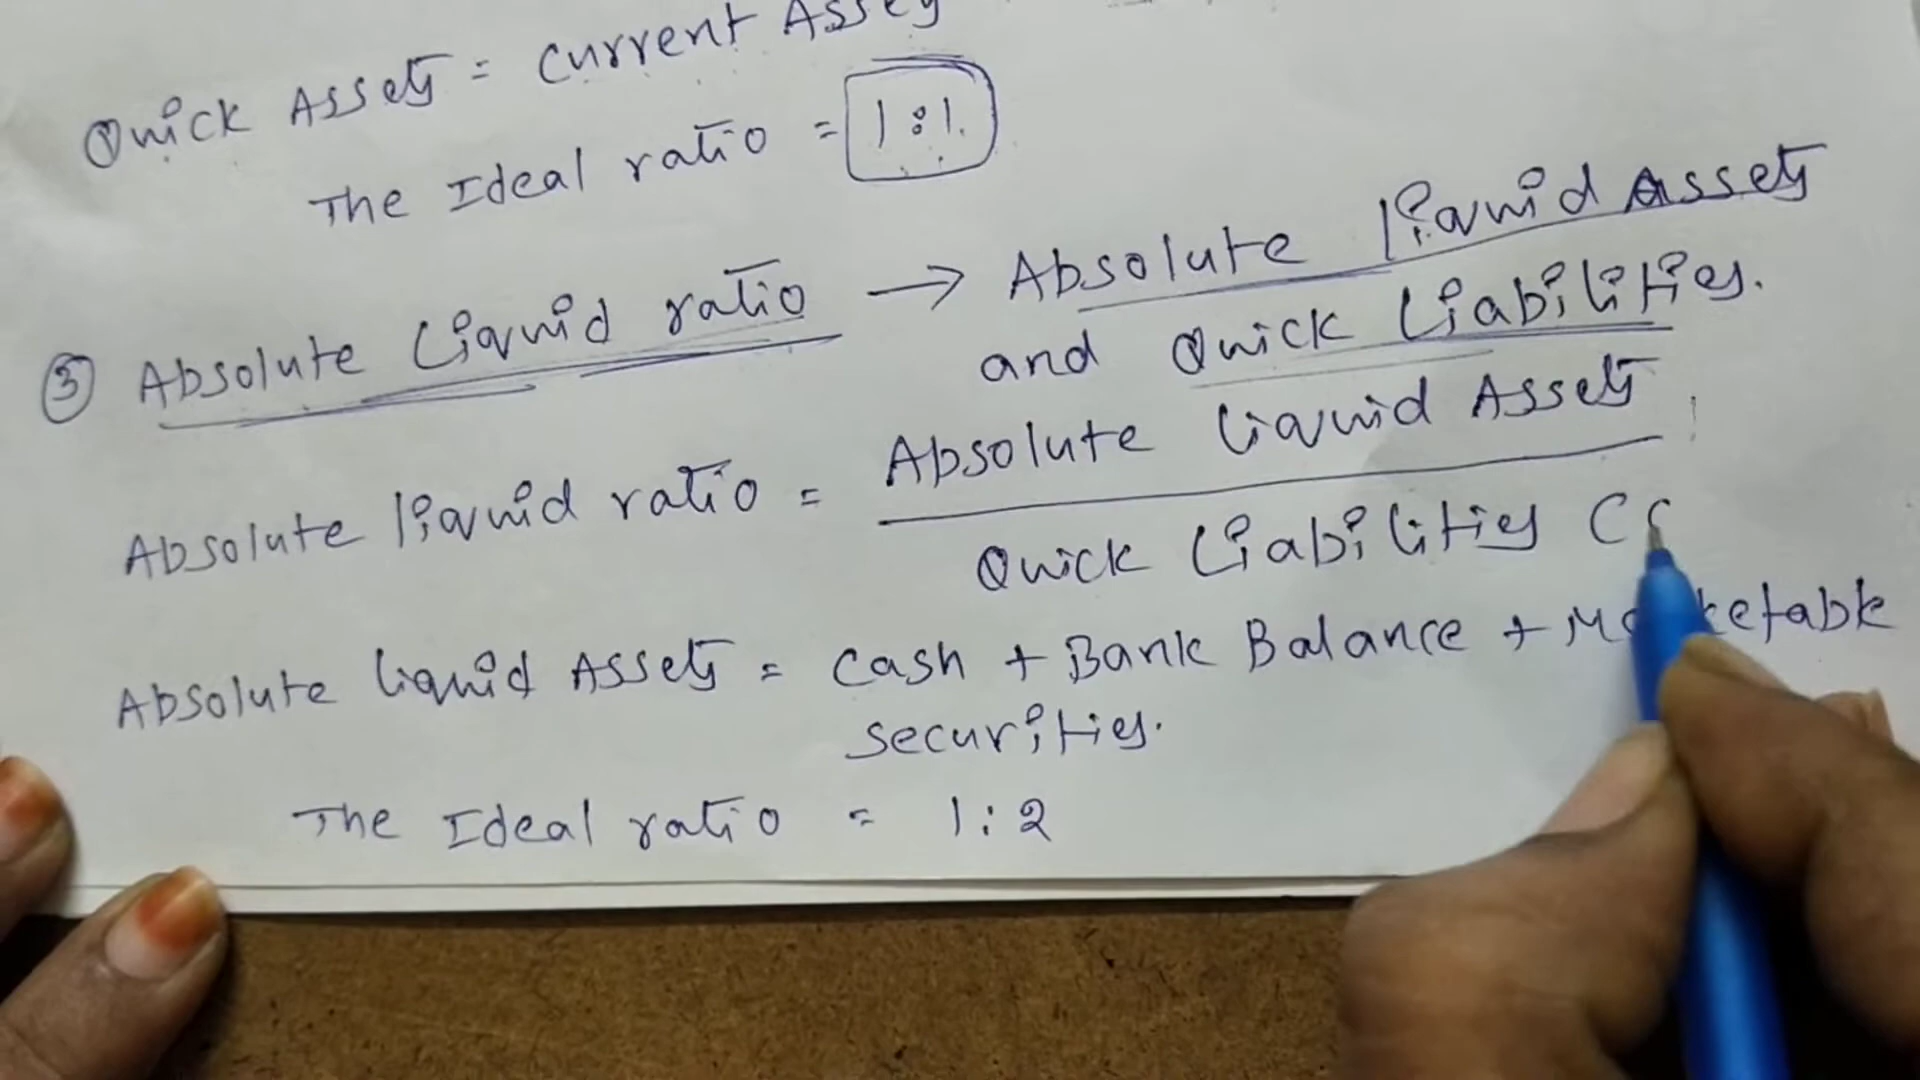 Quick Assets = Current Assets
The Ideal ratio = 1:1.
③ Absolute Liquid ratio → Absolute liquid Assets
and Quick Liabilities.
Absolute liquid ratio = Absolute Liquid Assets
Quick Liabilities C
Absolute liquid Assets = Cash + Bank Balance + Marketable
securities.
The Ideal ratio = 1:2